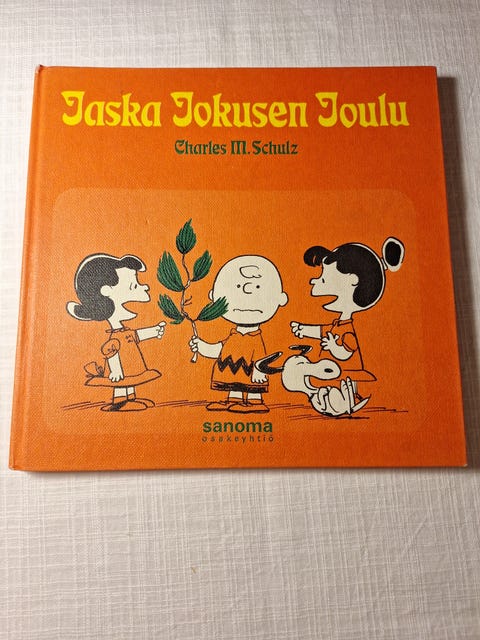 Jaska Jokusen Joulu
Charles M. Schulz
sanoma
osakeyhtiö